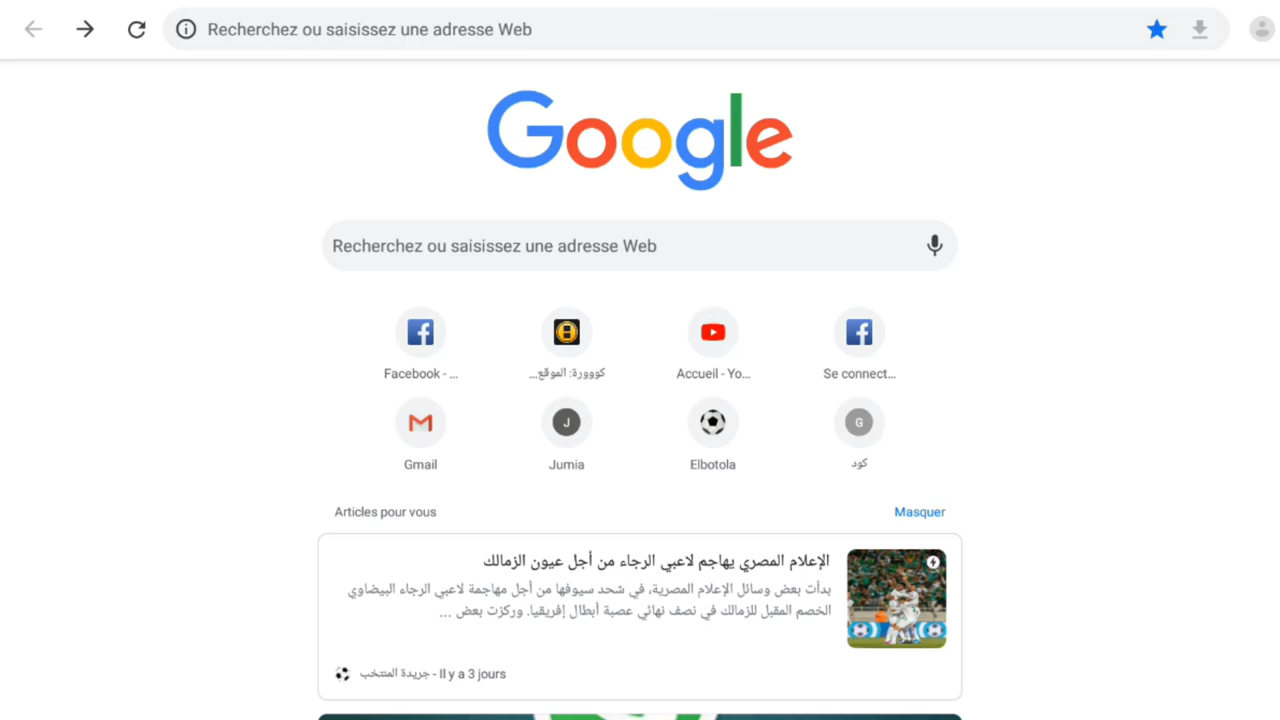 Recherchez ou saisissez une adresse Web
Google
Recherchez ou saisissez une adresse Web
Facebook - ...
كووورة: الموقع...
Accueil - Yo...
Se connect...
Gmail
J
Jumia
Elbotola
G
كود
Articles pour vous
Masquer
الإعلام المصري يهاجم لاعبي الرجاء من أجل عيون الزمالك
بدأت بعض وسائل الإعلام المصرية، في شحد سيوفها من أجل مهاجمة لاعبي الرجاء البيضاوي
الخصم المقبل للزمالك في نصف نهائي عصبة أبطال إفريقيا. وركزت بعض ...
جريدة المنتخب - Il y a 3 jours